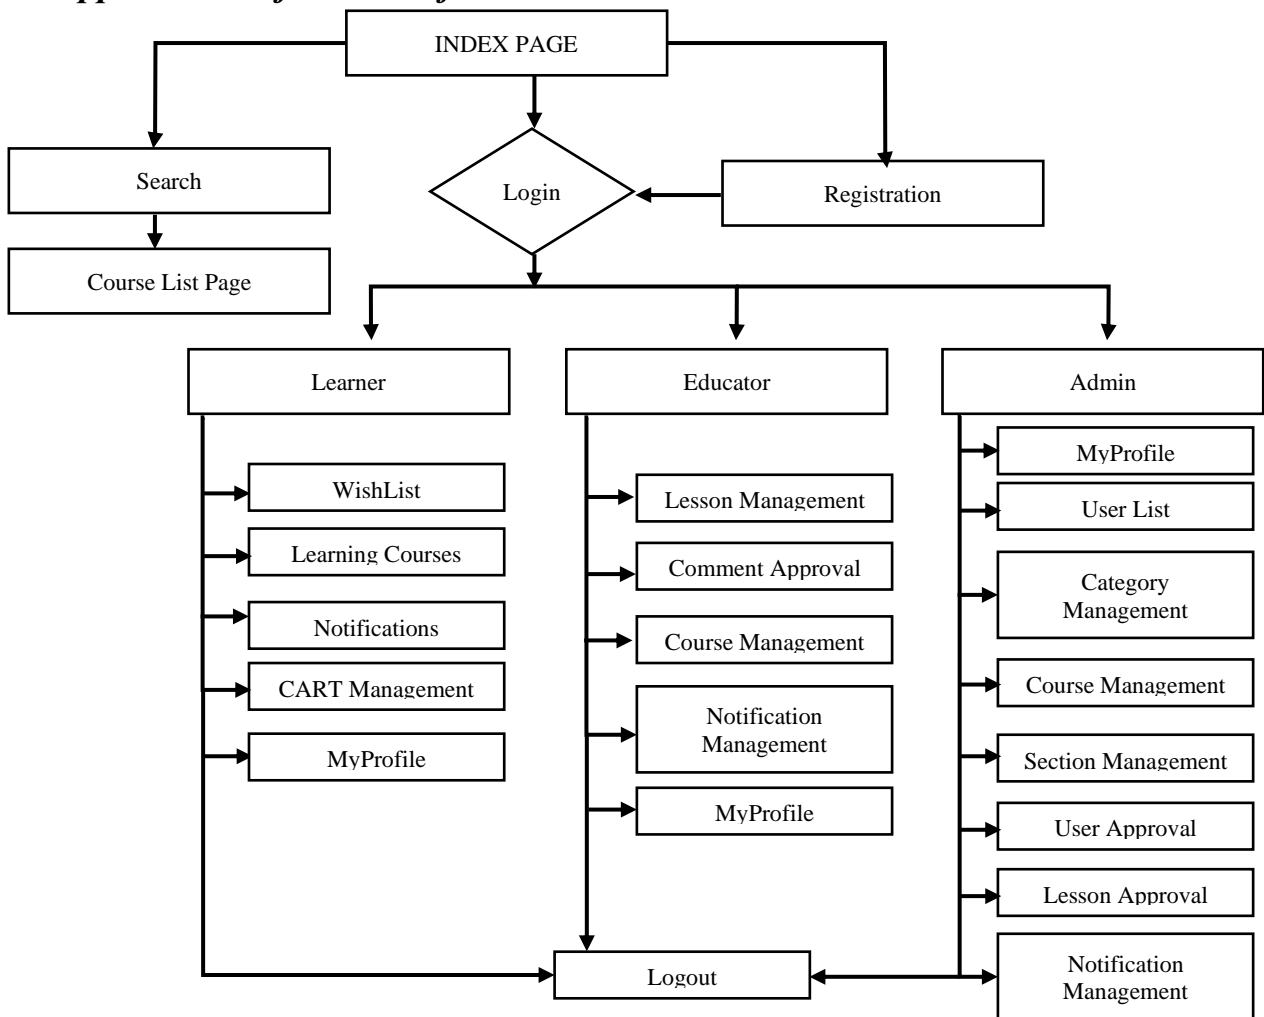 INDEX PAGE
Search
Login
Registration
Course List Page
Learner
Educator
Admin
WishList
Learning Courses
Notifications
CART Management
MyProfile
Lesson Management
Comment Approval
Course Management
Notification
Management
MyProfile
MyProfile
User List
Category
Management
Course Management
Section Management
User Approval
Lesson Approval
Notification
Management
Logout